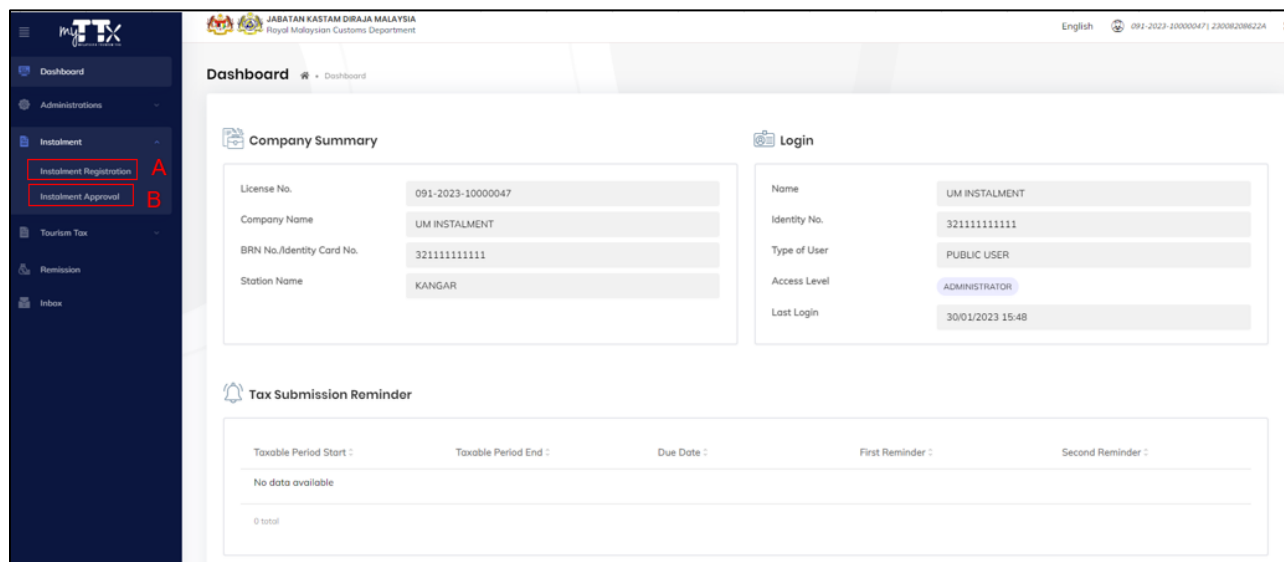 myTTX
JABATAN KASTAM DIRAJA MALAYSIA
Royal Malaysian Customs Department
English
091-2023-10000047| 23008208622A
Dashboard
Administrations
Instalment
Instalment Registration
A
Instalment Approval
B
Tourism Tax
Remission
Inbox
Dashboard
Dashboard
Company Summary
License No.
091-2023-10000047
Company Name
UM INSTALMENT
BRN No./Identity Card No.
321111111111
Station Name
KANGAR
Login
Name
UM INSTALMENT
Identity No.
321111111111
Type of User
PUBLIC USER
Access Level
ADMINISTRATOR
Last Login
30/01/2023 15:48
Tax Submission Reminder
Taxable Period Start
Taxable Period End
Due Date
First Reminder
Second Reminder
No data available
0 total